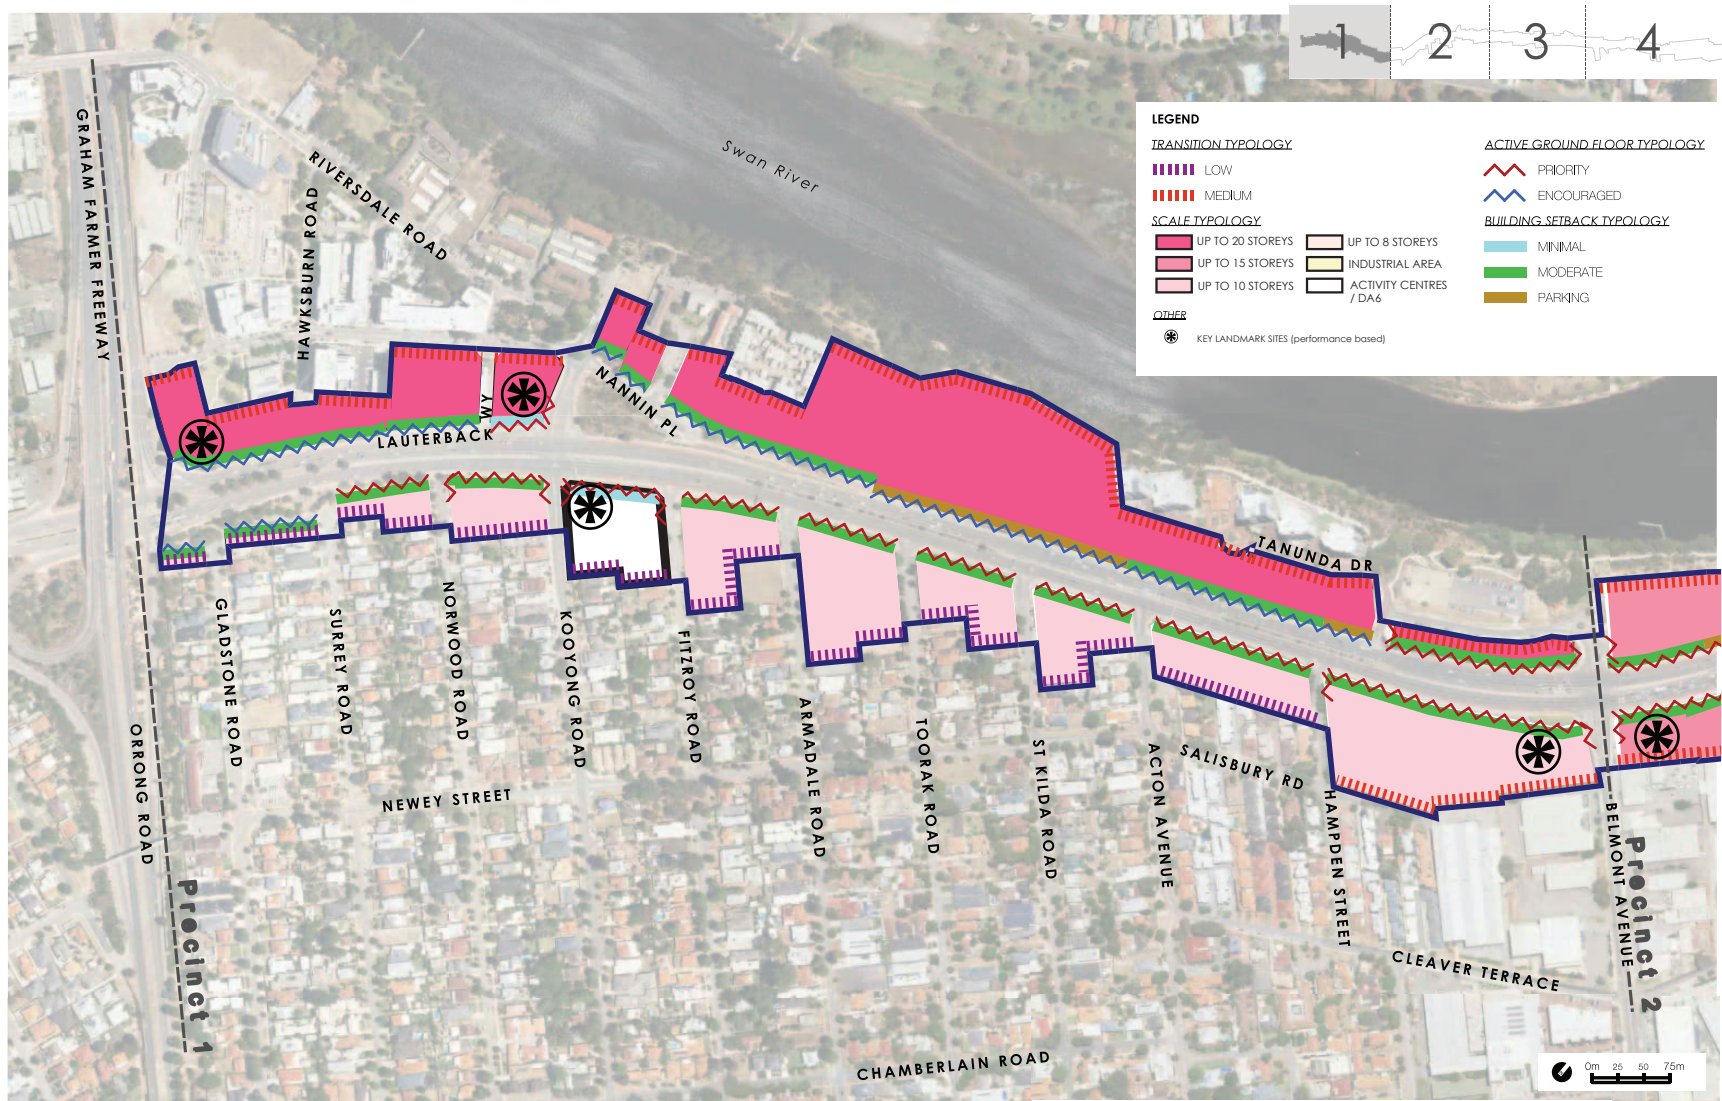 1 2 3 4
LEGEND
TRANSITION TYPOLOGY
LOW
MEDIUM
SCALE TYPOLOGY
UP TO 20 STOREYS
UP TO 15 STOREYS
UP TO 10 STOREYS
UP TO 8 STOREYS
INDUSTRIAL AREA
ACTIVITY CENTRES
/ DA6
OTHER
KEY LANDMARK SITES (performance based)
ACTIVE GROUND FLOOR TYPOLOGY
PRIORITY
ENCOURAGED
BUILDING SETBACK TYPOLOGY
MINIMAL
MODERATE
PARKING
Swan River
GRAHAM FARMER FREEWAY
RIVERSDALE ROAD
HAWKSBURN ROAD
LAUTERBACK
WY
NANNIN PL
TANUNDA DR
ORRONG ROAD
GLADSTONE ROAD
SURREY ROAD
NORWOOD ROAD
KOOYONG ROAD
FITZROY ROAD
ARMADALE ROAD
TOORAK ROAD
ST KILDA ROAD
ACTON AVENUE
SALISBURY RD
HAMPDEN STREET
BELMONT AVENUE
NEWEY STREET
CLEAVER TERRACE
CHAMBERLAIN ROAD
Precinct 1
Precinct 2
0m 25 50 75m